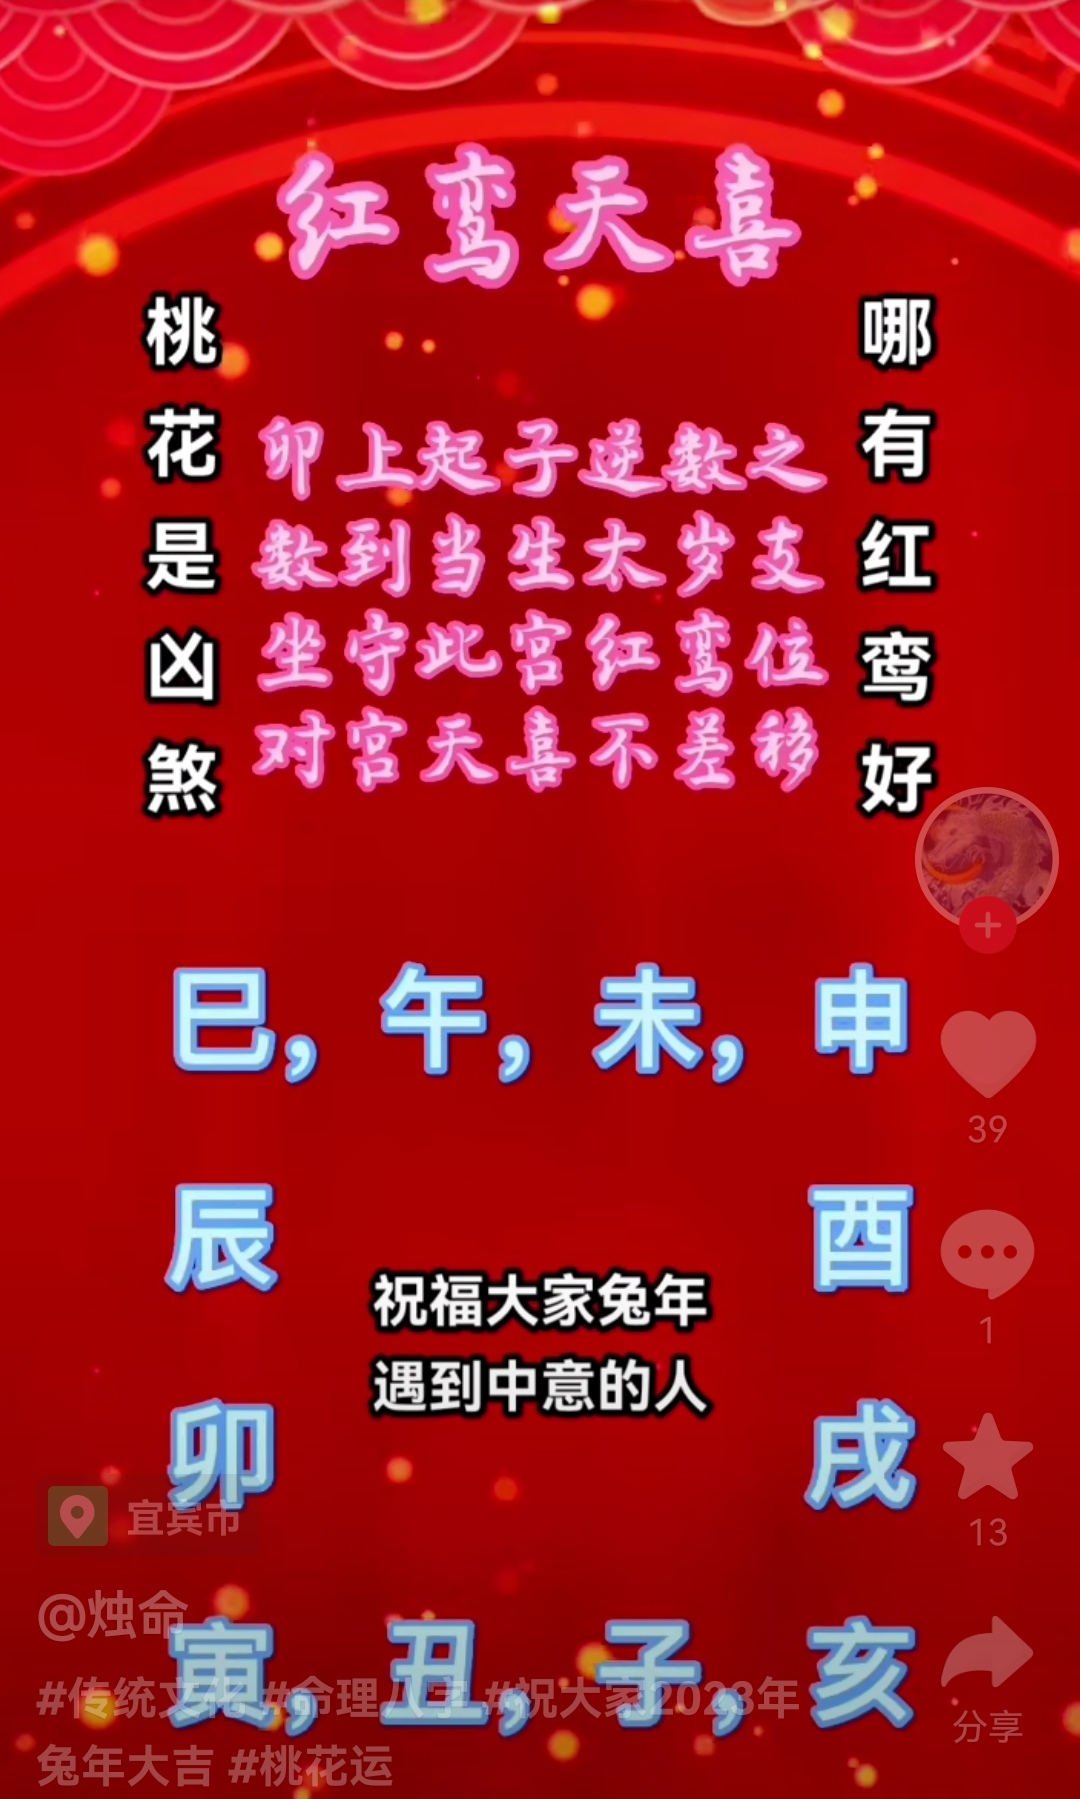 红鸾天喜
桃花是凶煞
卯上起子逆数之
数到当生太岁支
坐守此宫红鸾位
对宫天喜不差移
哪有红鸾好
巳，午，未，申
辰
酉
祝福大家兔年
遇到中意的人
卯
戌
寅，丑，子，亥
39
1
13
分享
宜宾市
@烛命
#传统文化 #命理八字 #祝大家2023年
兔年大吉 #桃花运